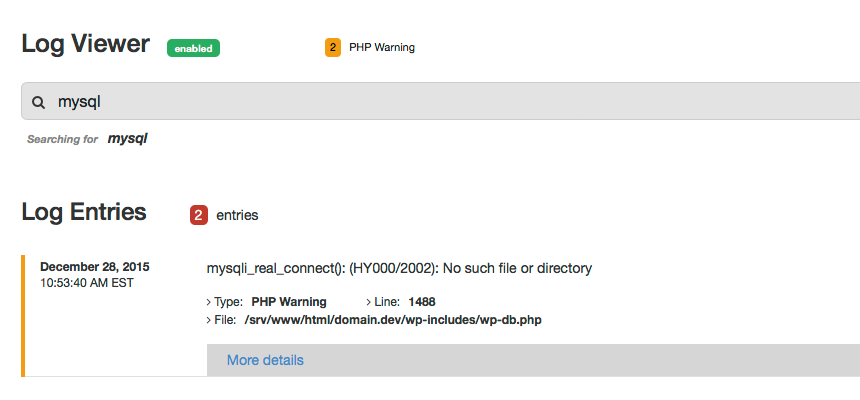 Log Viewer enabled 2 PHP Warning
mysql
Searching for mysql
Log Entries 2 entries
December 28, 2015 mysqli_real_connect(): (HY000/2002): No such file or directory
10:53:40 AM EST
> Type: PHP Warning > Line: 1488
> File: /srv/www/html/domain.dev/wp-includes/wp-db.php
More details